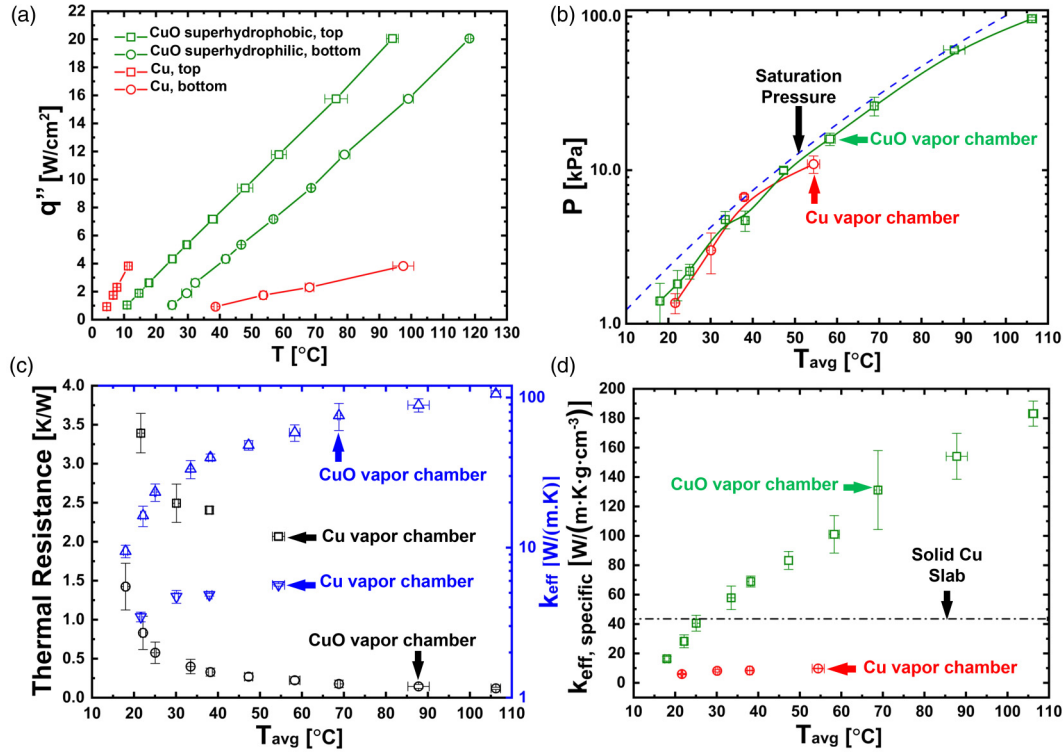 (a)
20
18
16
14
12
10
8
6
4
2
0
q” [W/cm²]
CuO superhydrophobic, top
CuO superhydrophilic, bottom
Cu, top
Cu, bottom
0 10 20 30 40 50 60 70 80 90 100 110 120 130
T [°C]
(b)
100.0
10.0
1.0
P [kPa]
Saturation
Pressure
CuO vapor chamber
Cu vapor chamber
10 20 30 40 50 60 70 80 90 100 110
Tavg [°C]
(c)
4.0
3.5
3.0
2.5
2.0
1.5
1.0
0.5
0.0
Thermal Resistance [K/W]
CuO vapor chamber
Cu vapor chamber
Cu vapor chamber
CuO vapor chamber
100
10
1
keff [W/(m.K)]
10 20 30 40 50 60 70 80 90 100 110
Tavg [°C]
(d)
200
180
160
140
120
100
80
60
40
20
0
keff, specific [W/(m·K·g·cm⁻³)]
CuO vapor chamber
Solid Cu
Slab
Cu vapor chamber
10 20 30 40 50 60 70 80 90 100 110
Tavg [°C]